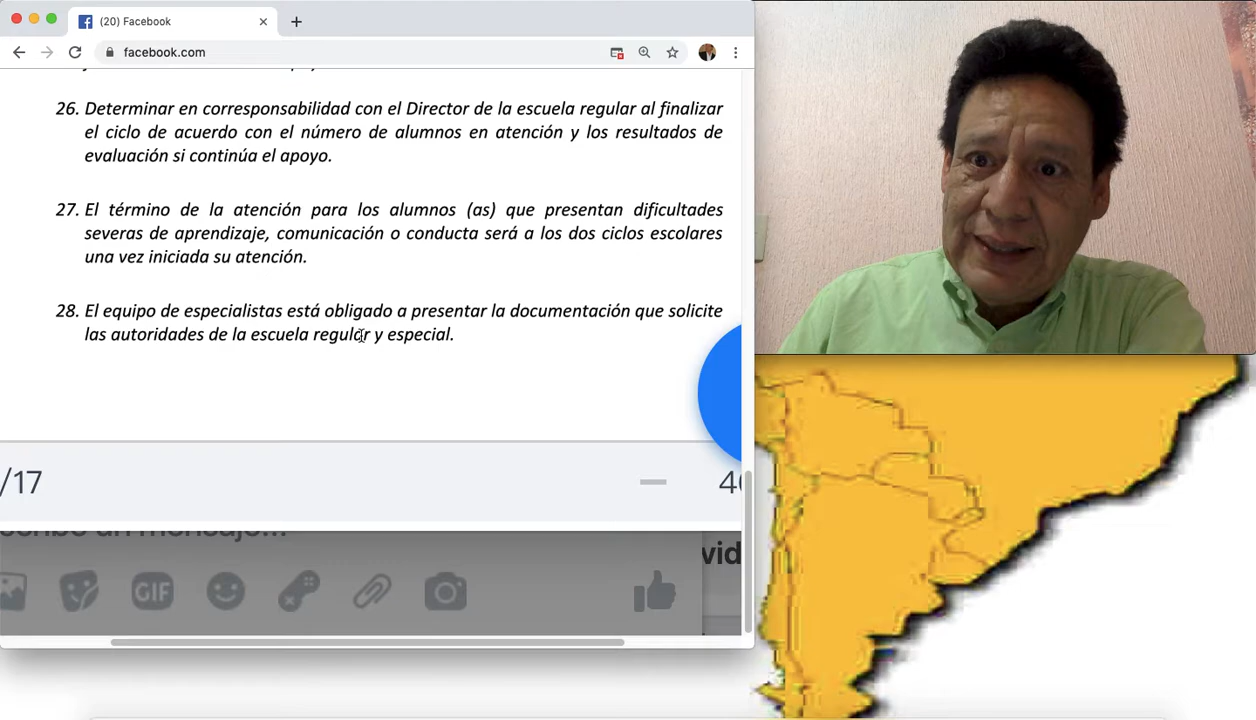 (20) Facebook
facebook.com
26. Determinar en corresponsabilidad con el Director de la escuela regular al finalizar
el ciclo de acuerdo con el número de alumnos en atención y los resultados de
evaluación si continúa el apoyo.
27. El término de la atención para los alumnos (as) que presentan dificultades
severas de aprendizaje, comunicación o conducta será a los dos ciclos escolares
una vez iniciada su atención.
28. El equipo de especialistas está obligado a presentar la documentación que solicite
las autoridades de la escuela regular y especial.
/17
un mensaje...
vid
GIF